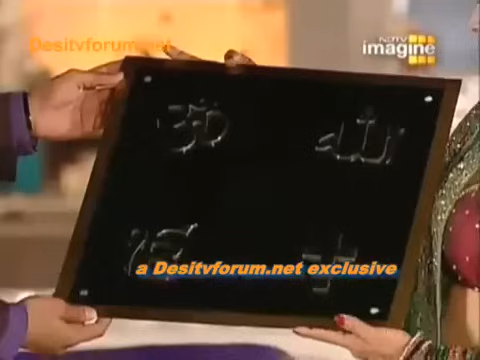 Desitvforum.net
NDTV
imagine
ॐ الله
ੴ
a Desitvforum.net exclusive